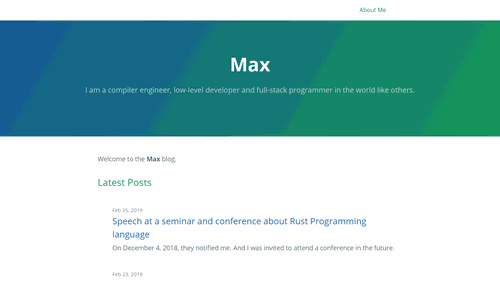 About Me
Max
I am a compiler engineer, low-level developer and full-stack programmer in the world like others.
Welcome to the Max blog.
Latest Posts
Feb 25, 2019
Speech at a seminar and conference about Rust Programming
language
On December 4, 2018, they notified me. And I was invited to attend a conference in the future.
Feb 23, 2019